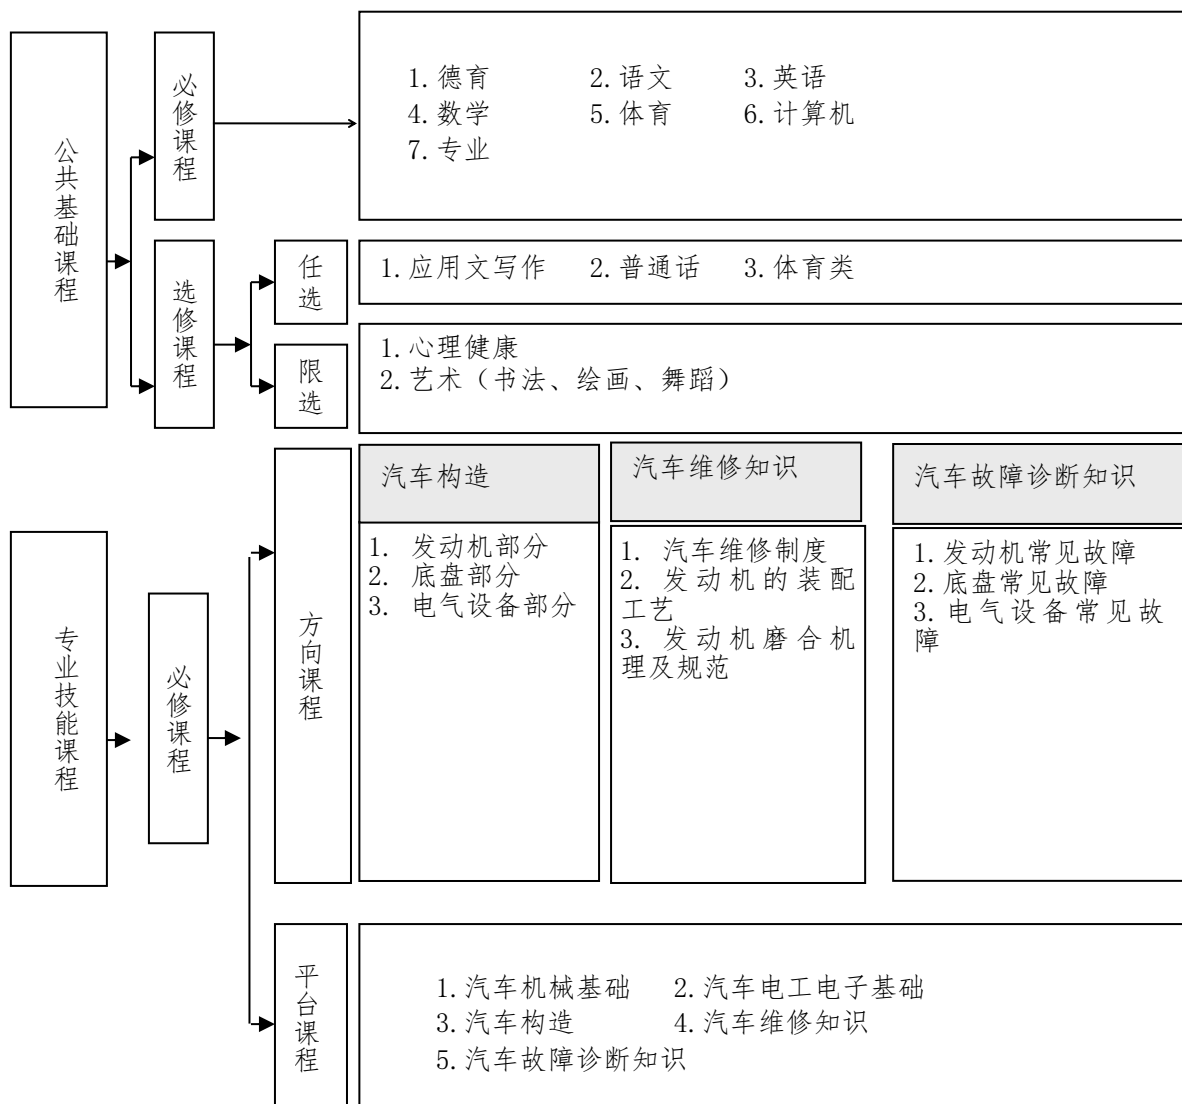 公共基础课程
必修课程
1.德育 2.语文 3.英语
4.数学 5.体育 6.计算机
7.专业
选修课程
任选
1.应用文写作 2.普通话 3.体育类
限选
1.心理健康
2.艺术（书法、绘画、舞蹈）
专业技能课程
必修课程
方向课程
汽车构造
1. 发动机部分
2. 底盘部分
3. 电气设备部分
汽车维修知识
1. 汽车维修制度
2. 发动机的装配
工艺
3. 发动机磨合机
理及规范
汽车故障诊断知识
1.发动机常见故障
2.底盘常见故障
3.电气设备常见故
障
平台课程
1.汽车机械基础 2.汽车电工电子基础
3.汽车构造 4.汽车维修知识
5.汽车故障诊断知识